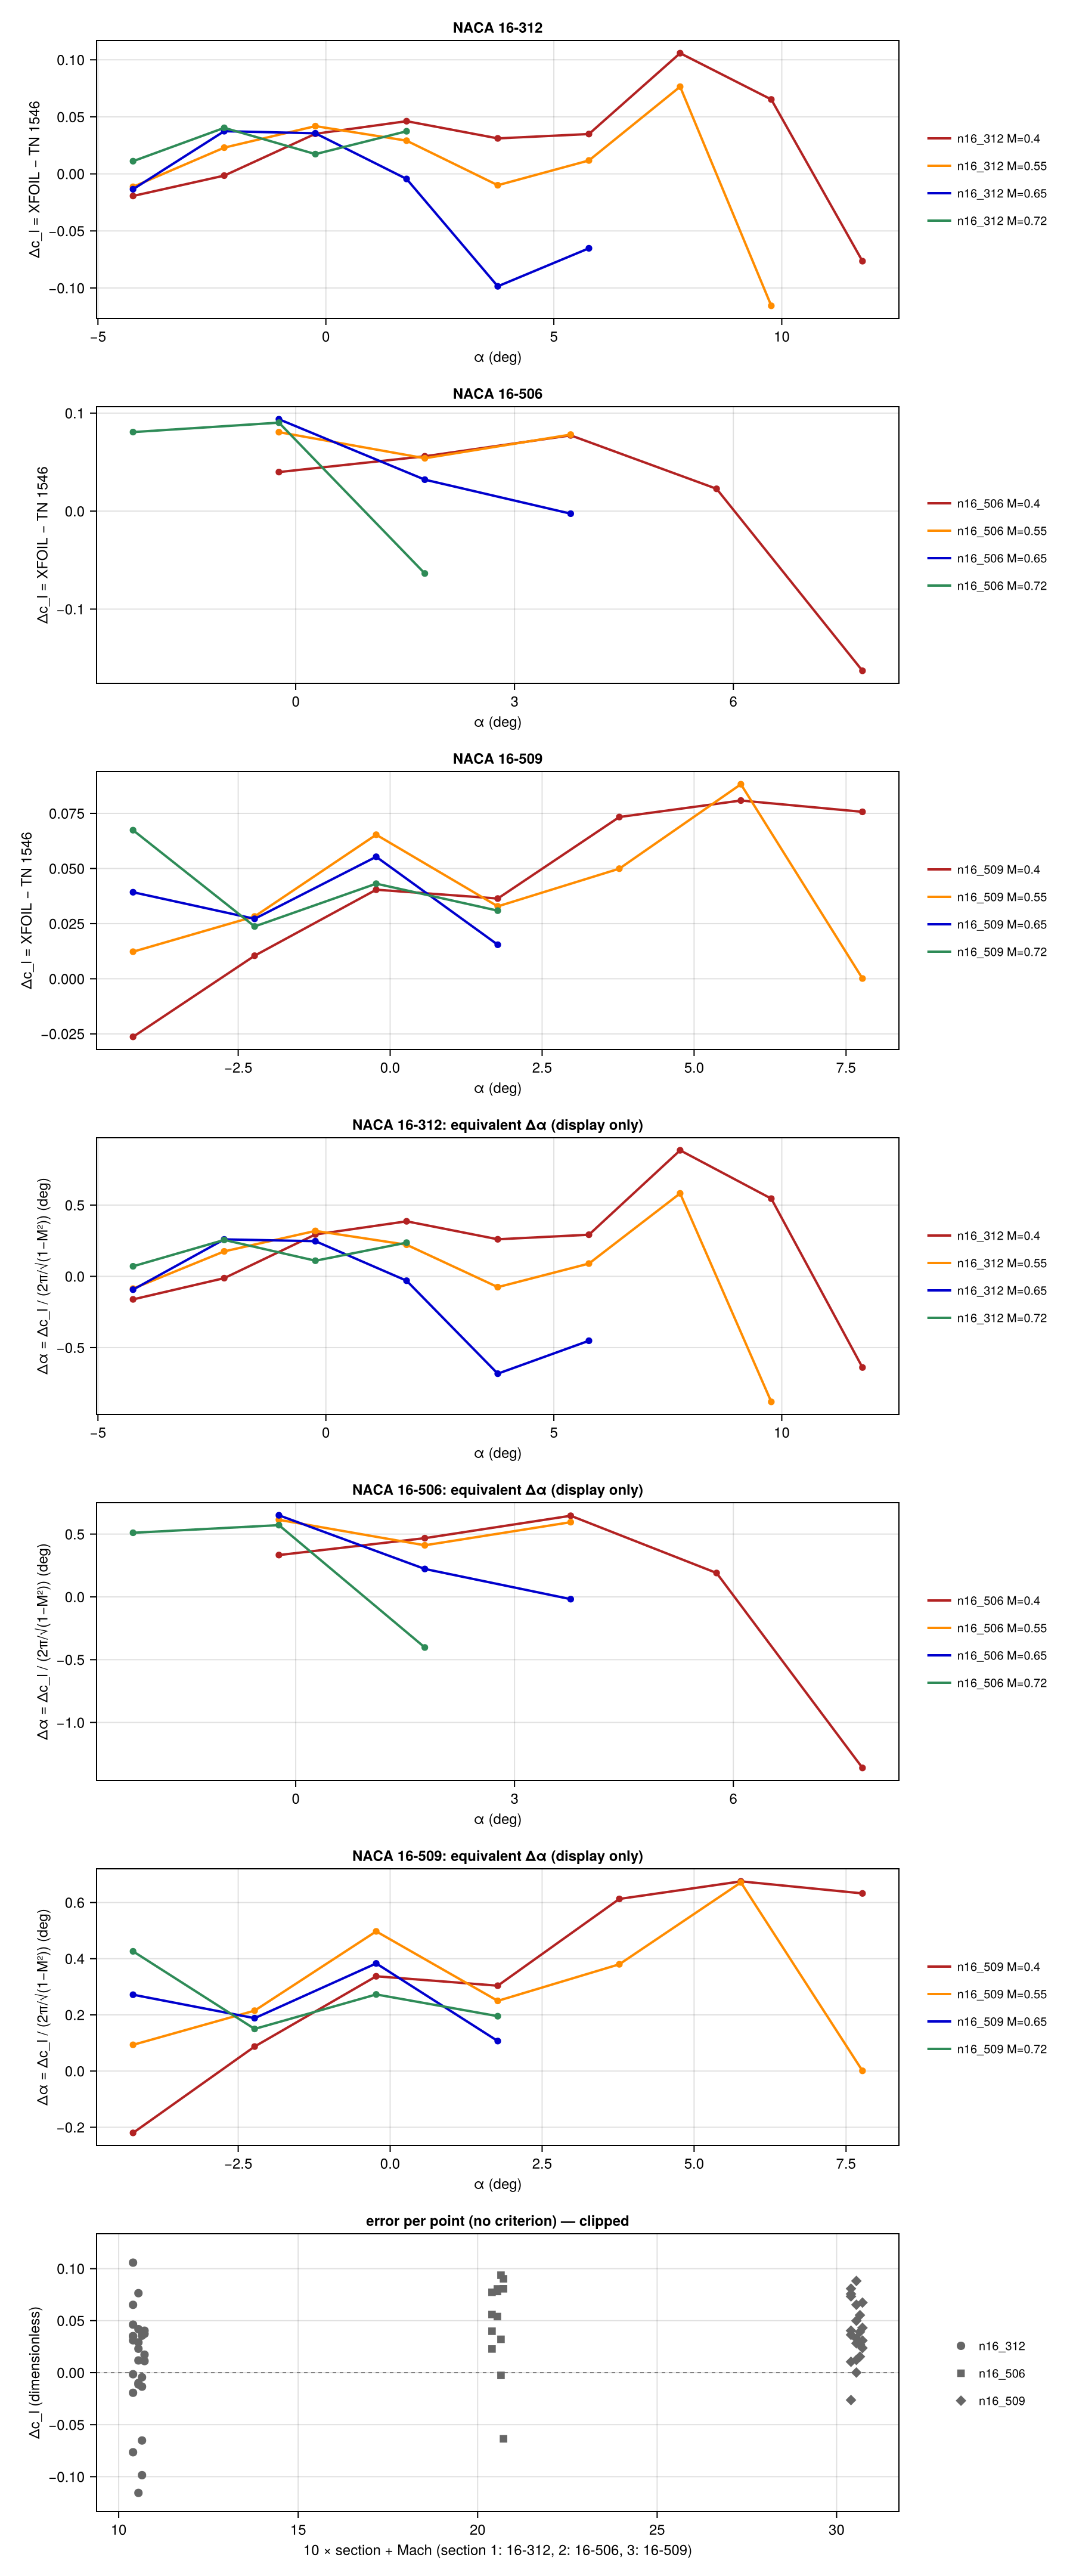 NACA 16-312
Δc_l = XFOIL − TN 1546
0.10
0.05
0.00
−0.05
−0.10
−5
0
5
10
α (deg)
n16_312 M=0.4
n16_312 M=0.55
n16_312 M=0.65
n16_312 M=0.72
NACA 16-506
Δc_l = XFOIL − TN 1546
0.1
0.0
−0.1
0
3
6
α (deg)
n16_506 M=0.4
n16_506 M=0.55
n16_506 M=0.65
n16_506 M=0.72
NACA 16-509
Δc_l = XFOIL − TN 1546
0.075
0.050
0.025
0.000
−0.025
−2.5
0.0
2.5
5.0
7.5
α (deg)
n16_509 M=0.4
n16_509 M=0.55
n16_509 M=0.65
n16_509 M=0.72
NACA 16-312: equivalent Δα (display only)
Δα = Δc_l / (2π/√(1−M²)) (deg)
0.5
0.0
−0.5
−5
0
5
10
α (deg)
n16_312 M=0.4
n16_312 M=0.55
n16_312 M=0.65
n16_312 M=0.72
NACA 16-506: equivalent Δα (display only)
Δα = Δc_l / (2π/√(1−M²)) (deg)
0.5
0.0
−0.5
−1.0
0
3
6
α (deg)
n16_506 M=0.4
n16_506 M=0.55
n16_506 M=0.65
n16_506 M=0.72
NACA 16-509: equivalent Δα (display only)
Δα = Δc_l / (2π/√(1−M²)) (deg)
0.6
0.4
0.2
0.0
−0.2
−2.5
0.0
2.5
5.0
7.5
α (deg)
n16_509 M=0.4
n16_509 M=0.55
n16_509 M=0.65
n16_509 M=0.72
error per point (no criterion) — clipped
Δc_l (dimensionless)
0.10
0.05
0.00
−0.05
−0.10
10
15
20
25
30
10 × section + Mach (section 1: 16-312, 2: 16-506, 3: 16-509)
n16_312
n16_506
n16_509